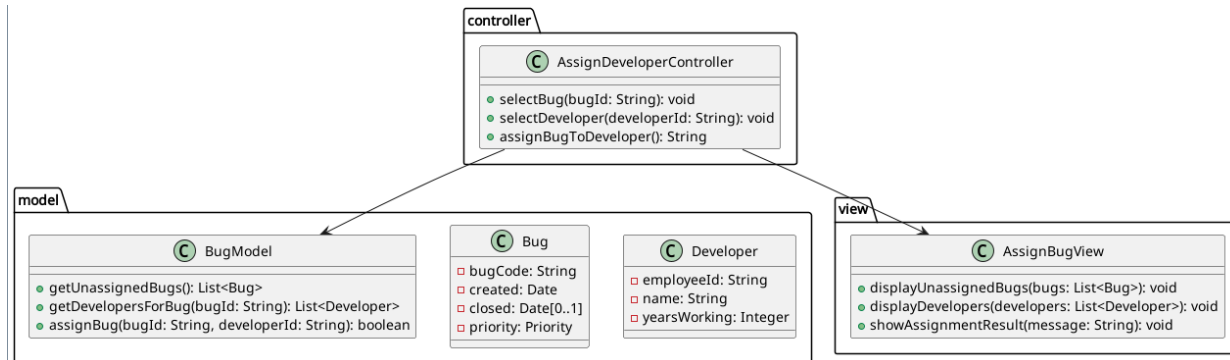 controller
C AssignDeveloperController
selectBug(bugId: String): void
selectDeveloper(developerId: String): void
assignBugToDeveloper(): String
model
C BugModel
getUnassignedBugs(): List<Bug>
getDevelopersForBug(bugId: String): List<Developer>
assignBug(bugId: String, developerId: String): boolean
C Bug
bugCode: String
created: Date
closed: Date[0..1]
priority: Priority
C Developer
employeeId: String
name: String
yearsWorking: Integer
view
C AssignBugView
displayUnassignedBugs(bugs: List<Bug>): void
displayDevelopers(developers: List<Developer>): void
showAssignmentResult(message: String): void